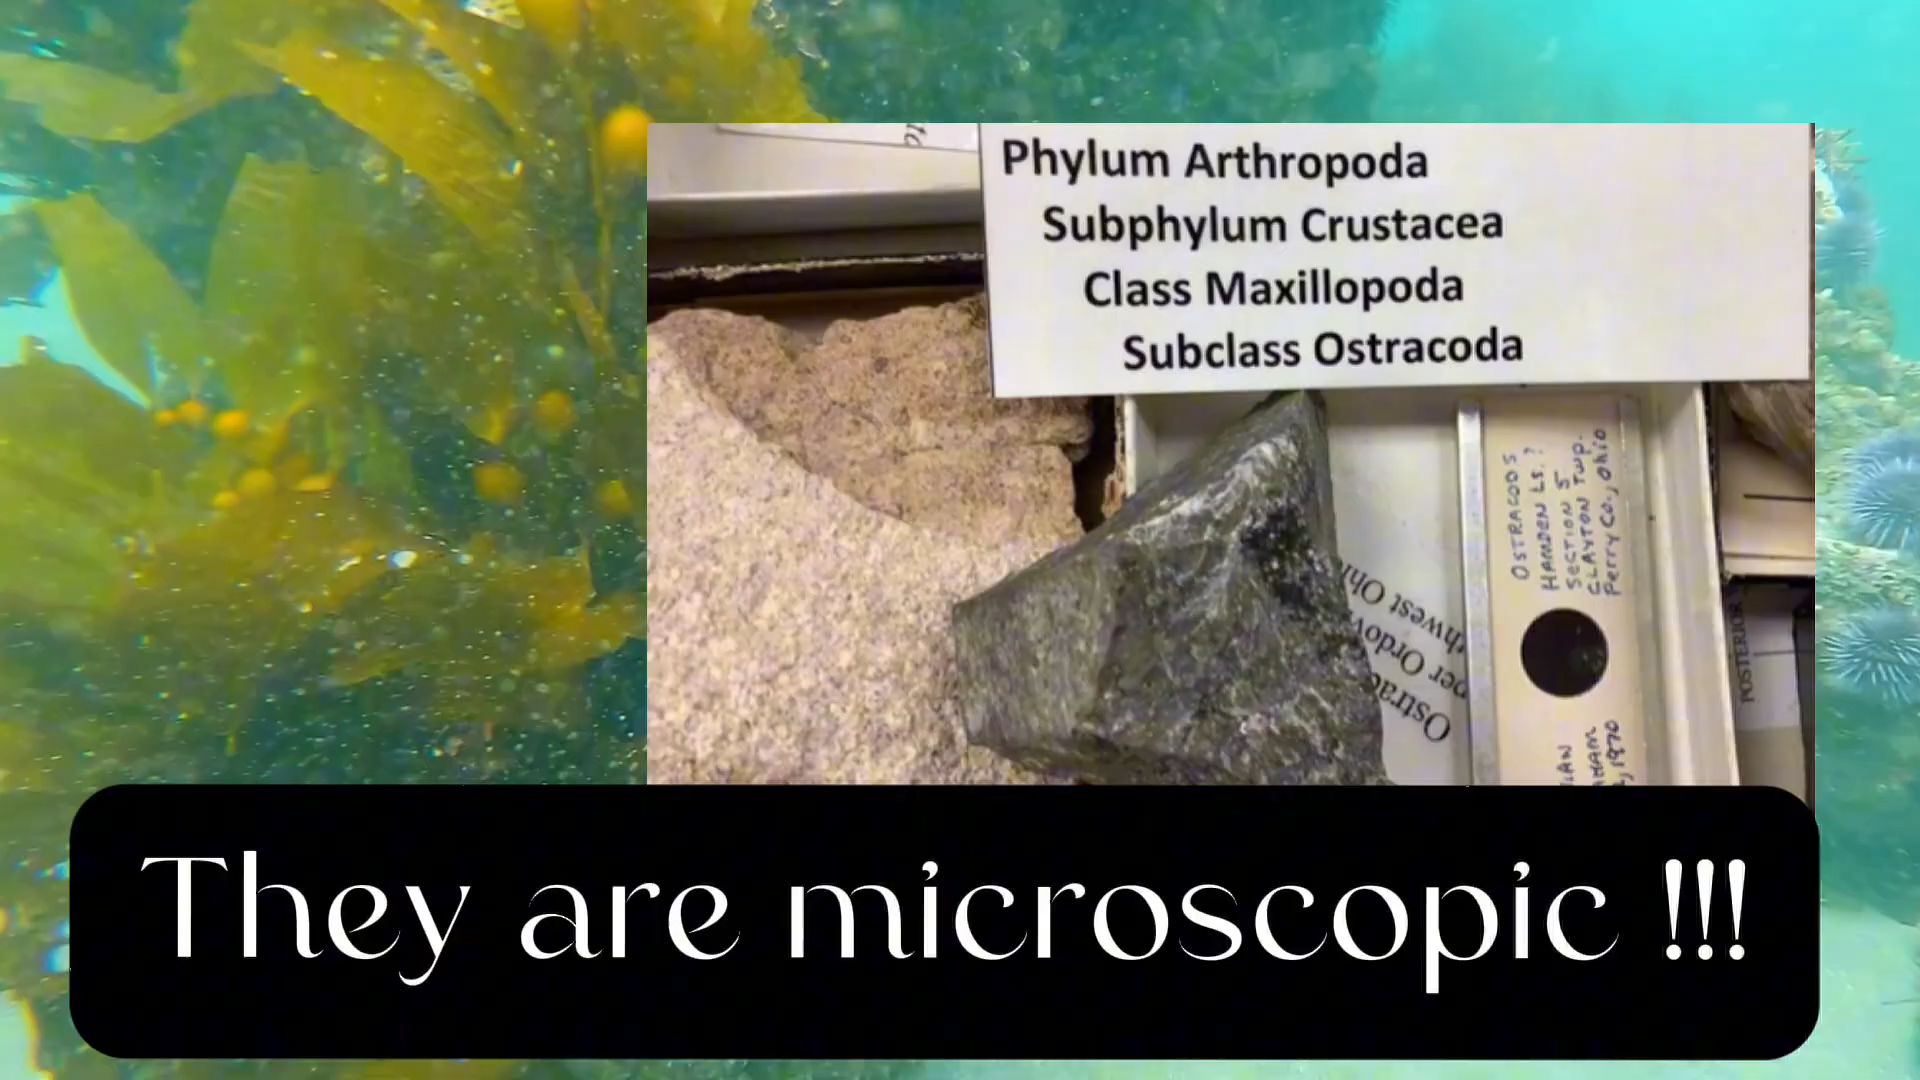 Phylum Arthropoda
Subphylum Crustacea
Class Maxillopoda
Subclass Ostracoda
OSTRACODS
HAMDEN LS. ?
SECTION 5
CLAYTON TWP.
Perry Co., Ohio
POSTERIOR
They are microscopic !!!